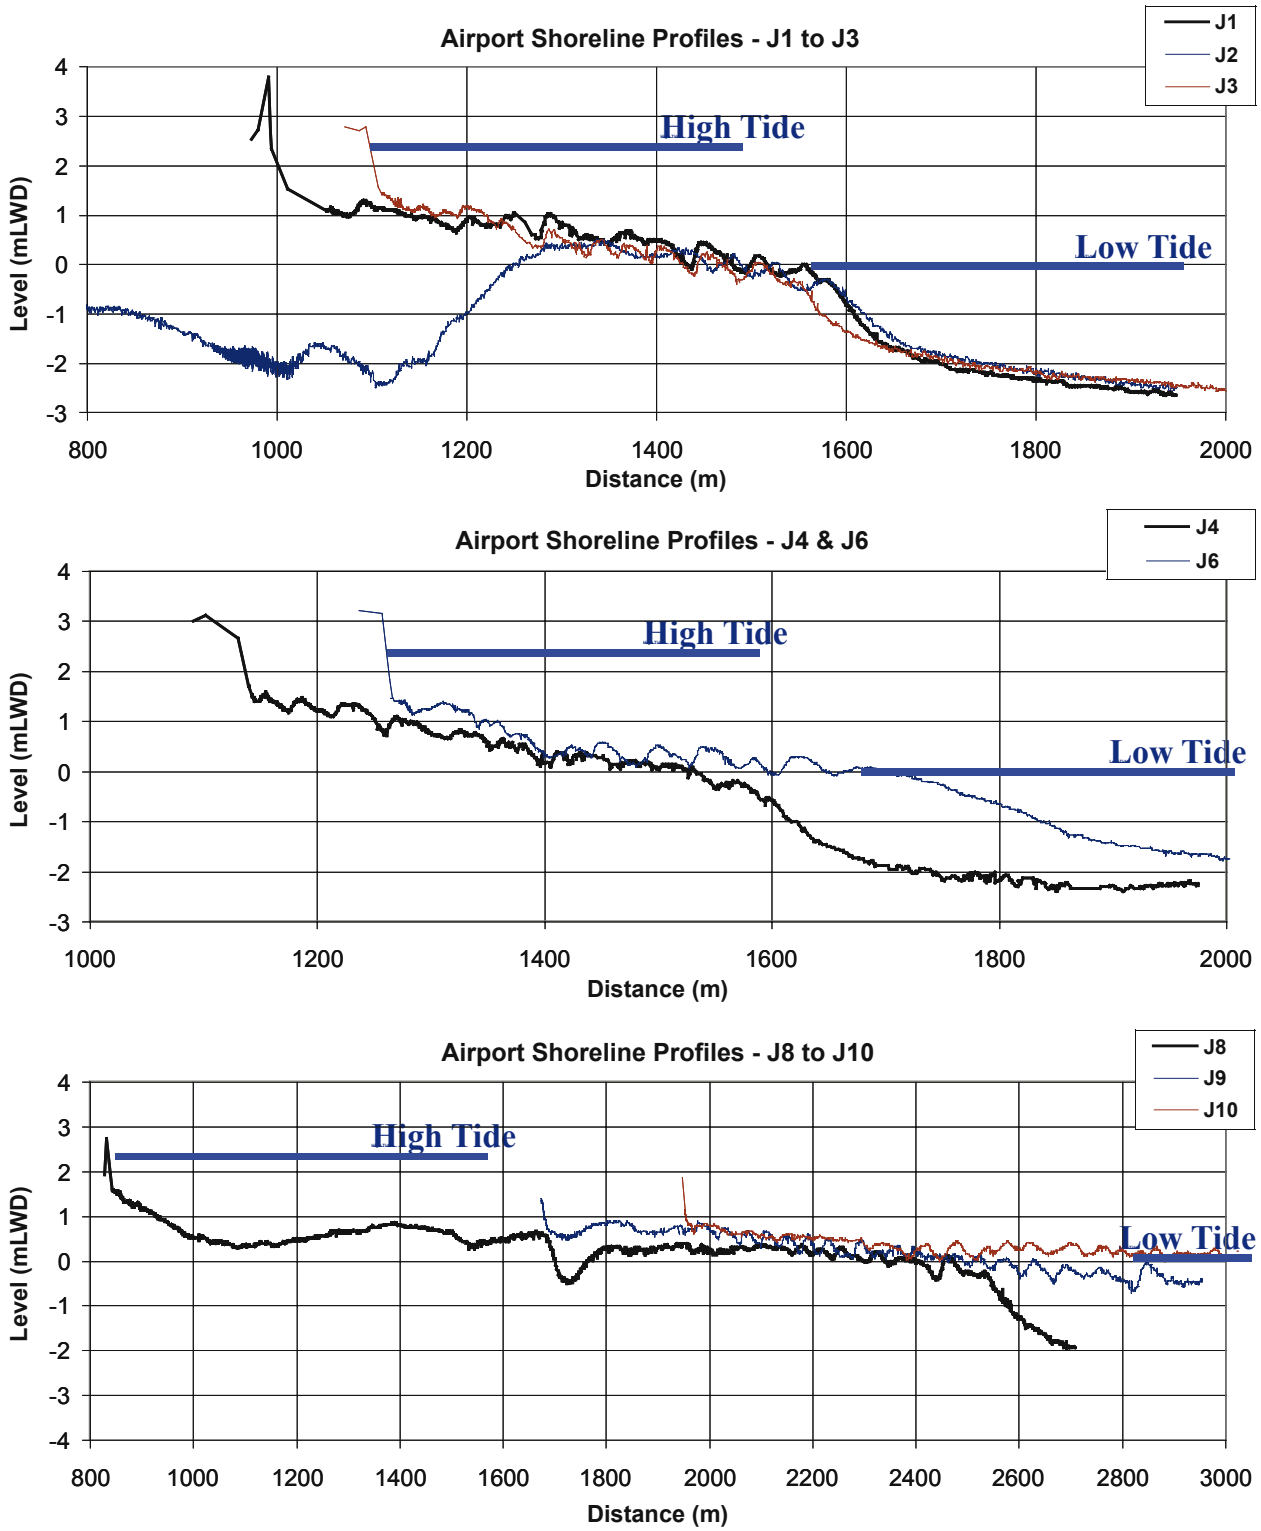 Airport Shoreline Profiles - J1 to J3
J1
J2
J3
4
3
2
1
0
-1
-2
-3
Level (mLWD)
High Tide
Low Tide
800 1000 1200 1400 1600 1800 2000
Distance (m)
Airport Shoreline Profiles - J4 & J6
J4
J6
4
3
2
1
0
-1
-2
-3
Level (mLWD)
High Tide
Low Tide
1000 1200 1400 1600 1800 2000
Distance (m)
Airport Shoreline Profiles - J8 to J10
J8
J9
J10
4
3
2
1
0
-1
-2
-3
-4
Level (mLWD)
High Tide
Low Tide
800 1000 1200 1400 1600 1800 2000 2200 2400 2600 2800 3000
Distance (m)